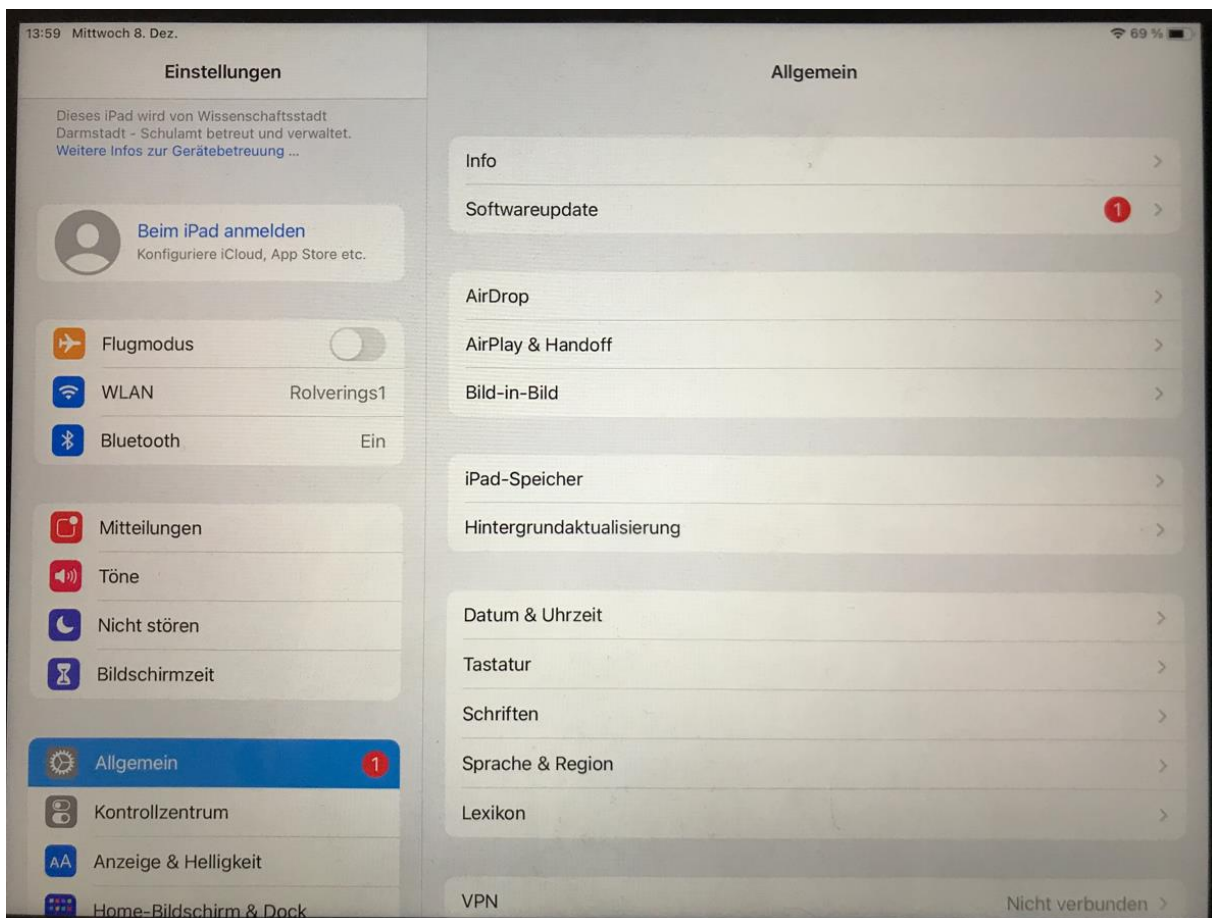 13:59 Mittwoch 8. Dez.
69 %
Einstellungen
Dieses iPad wird von Wissenschaftsstadt
Darmstadt - Schulamt betreut und verwaltet.
Weitere Infos zur Gerätebetreuung ...
Beim iPad anmelden
Konfiguriere iCloud, App Store etc.
Flugmodus
WLAN Rolverings1
Bluetooth Ein
Mitteilungen
Töne
Nicht stören
Bildschirmzeit
Allgemein 1
Kontrollzentrum
AA Anzeige & Helligkeit
Home-Bildschirm & Dock
Allgemein
Info
Softwareupdate 1
AirDrop
AirPlay & Handoff
Bild-in-Bild
iPad-Speicher
Hintergrundaktualisierung
Datum & Uhrzeit
Tastatur
Schriften
Sprache & Region
Lexikon
VPN Nicht verbunden